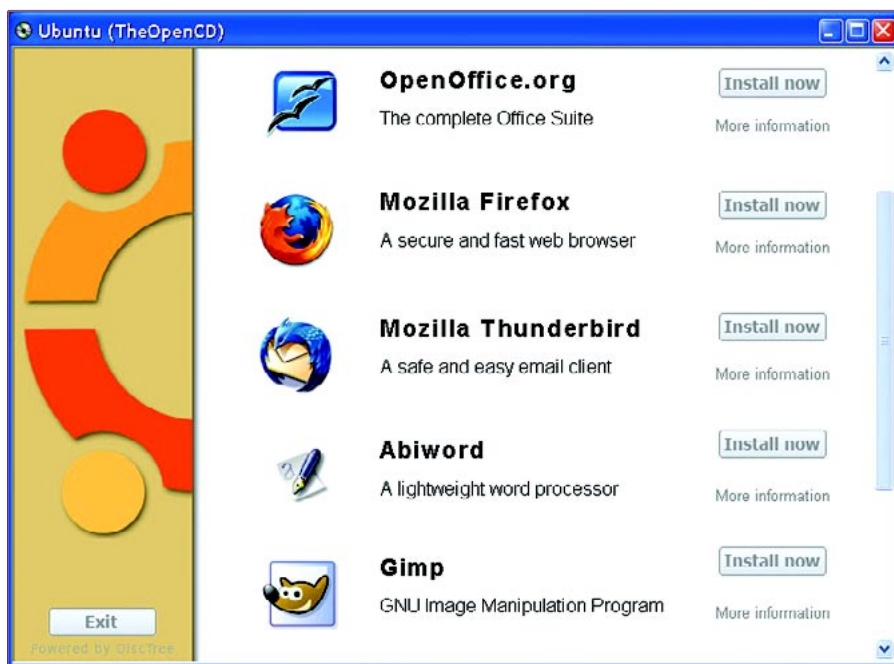 Ubuntu (TheOpenCD)
OpenOffice.org
Install now
The complete Office Suite
More information
Mozilla Firefox
Install now
A secure and fast web browser
More information
Mozilla Thunderbird
Install now
A safe and easy email client
More information
Abiword
Install now
A lightweight word processor
More information
Gimp
Install now
GNU Image Manipulation Program
More information
Exit
Powered by DiscTree